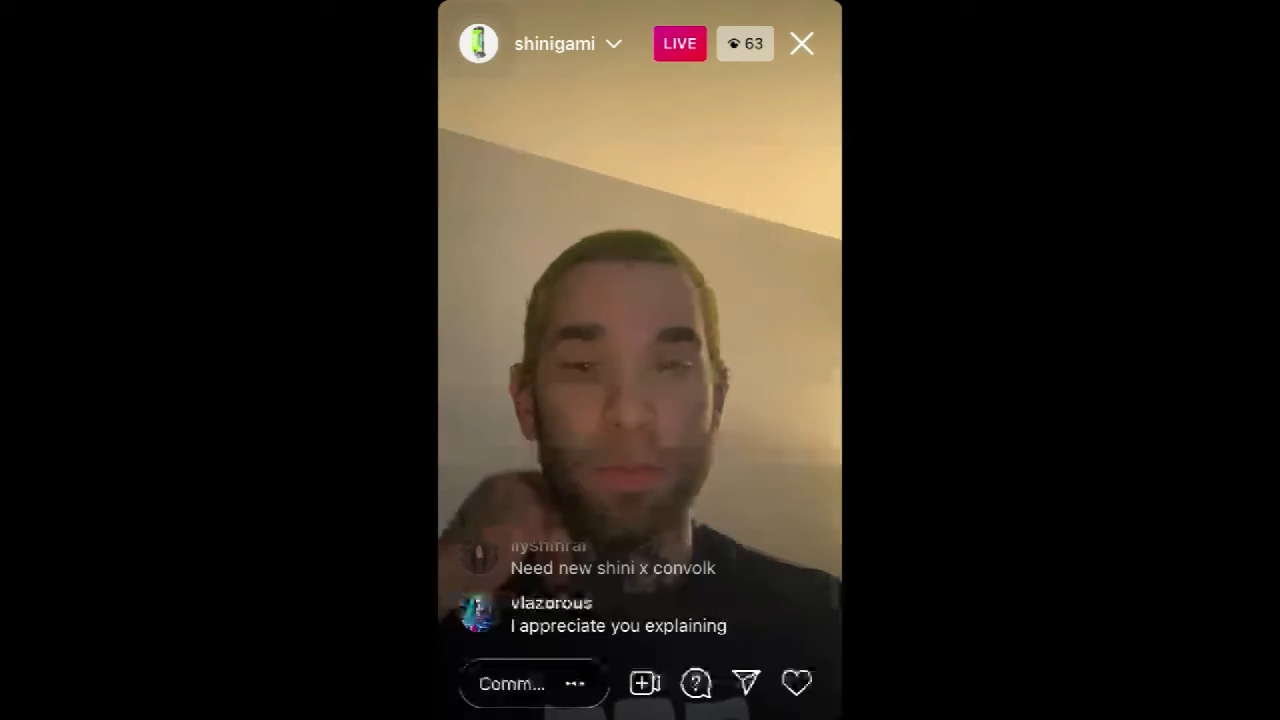 shinigami
LIVE
63
Need new shini x convolk
vlazorous
I appreciate you explaining
Comm...